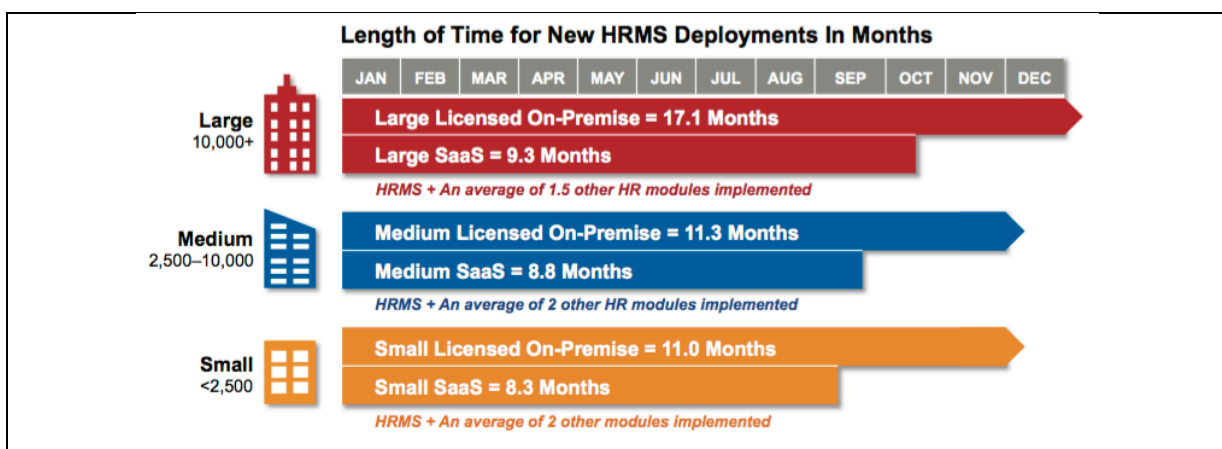 Length of Time for New HRMS Deployments In Months
JAN FEB MAR APR MAY JUN JUL AUG SEP OCT NOV DEC
Large
10,000+
Large Licensed On-Premise = 17.1 Months
Large SaaS = 9.3 Months
HRMS + An average of 1.5 other HR modules implemented
Medium
2,500–10,000
Medium Licensed On-Premise = 11.3 Months
Medium SaaS = 8.8 Months
HRMS + An average of 2 other HR modules implemented
Small
<2,500
Small Licensed On-Premise = 11.0 Months
Small SaaS = 8.3 Months
HRMS + An average of 2 other modules implemented